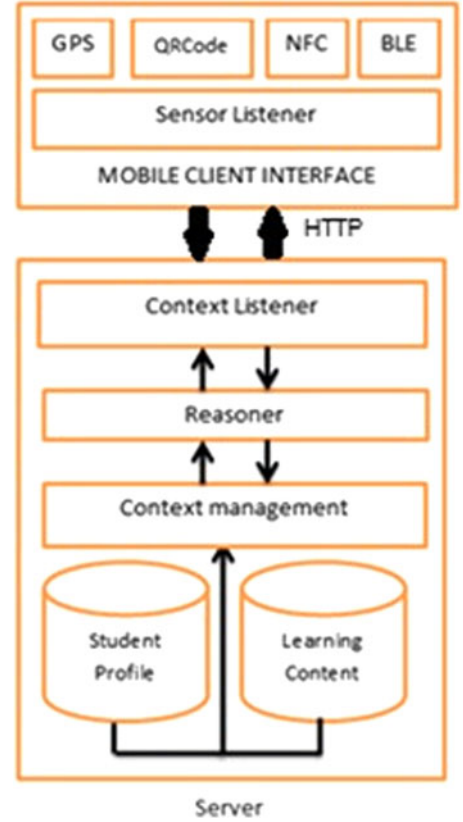 GPS QRCode NFC BLE
Sensor Listener
MOBILE CLIENT INTERFACE
HTTP
Context Listener
Reasoner
Context management
Student
Profile
Learning
Content
Server